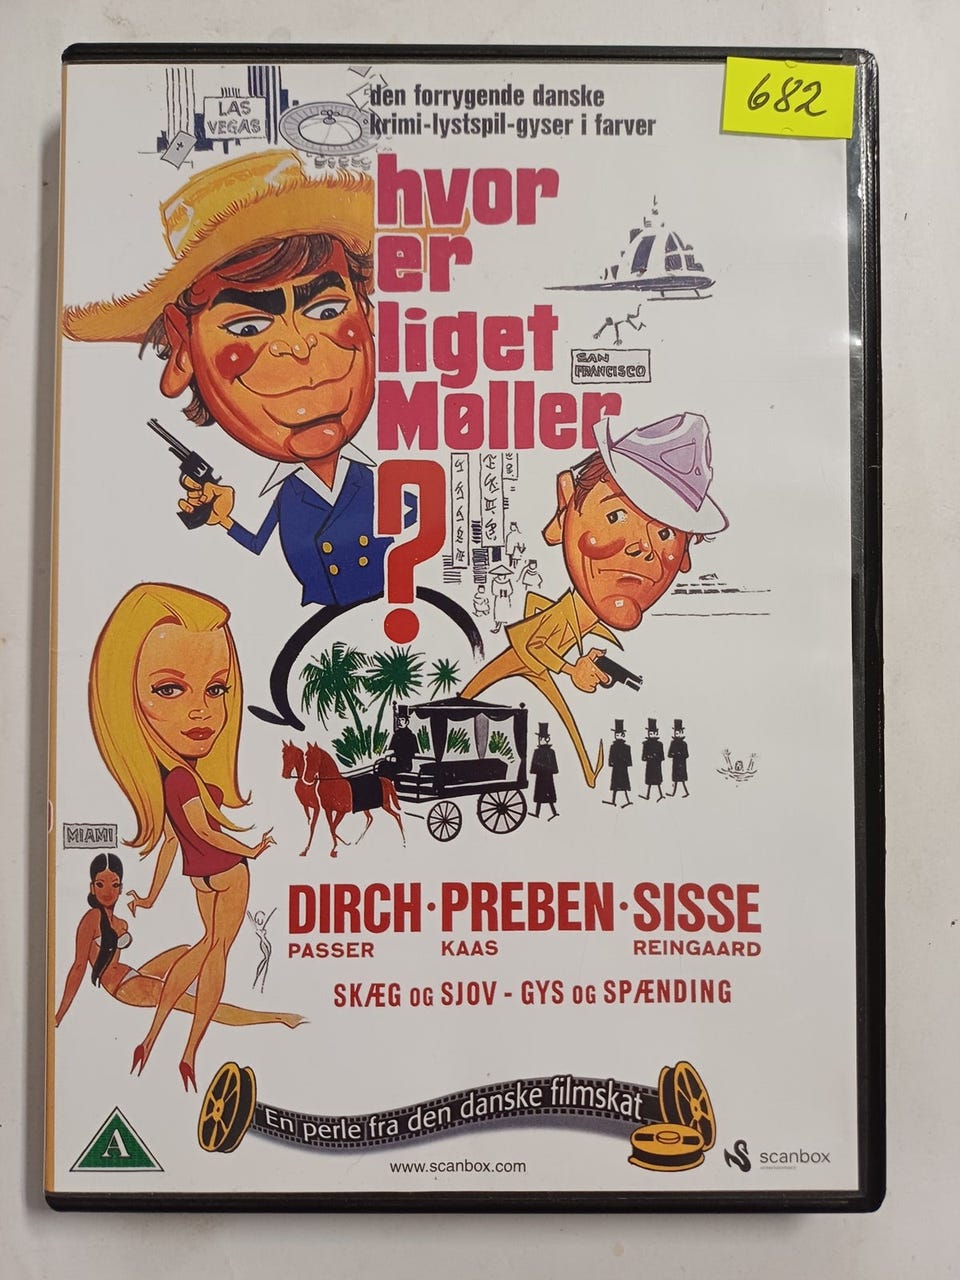 682
LAS
VEGAS
den forrygende danske
krimi-lystspil-gyser i farver
hvor
er
liget
Møller
?
SAN
FRANCISCO
MIAMI
DIRCH · PREBEN · SISSE
PASSER KAAS REINGAARD
SKÆG OG SJOV - GYS OG SPÆNDING
En perle fra den danske filmskat
A
www.scanbox.com
scanbox
entertainment